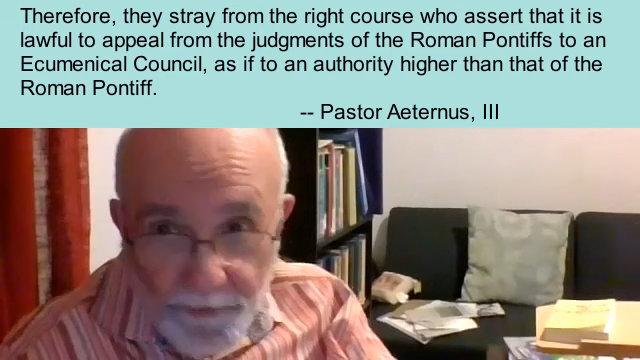 Therefore, they stray from the right course who assert that it is
lawful to appeal from the judgments of the Roman Pontiffs to an
Ecumenical Council, as if to an authority higher than that of the
Roman Pontiff.
-- Pastor Aeternus, III